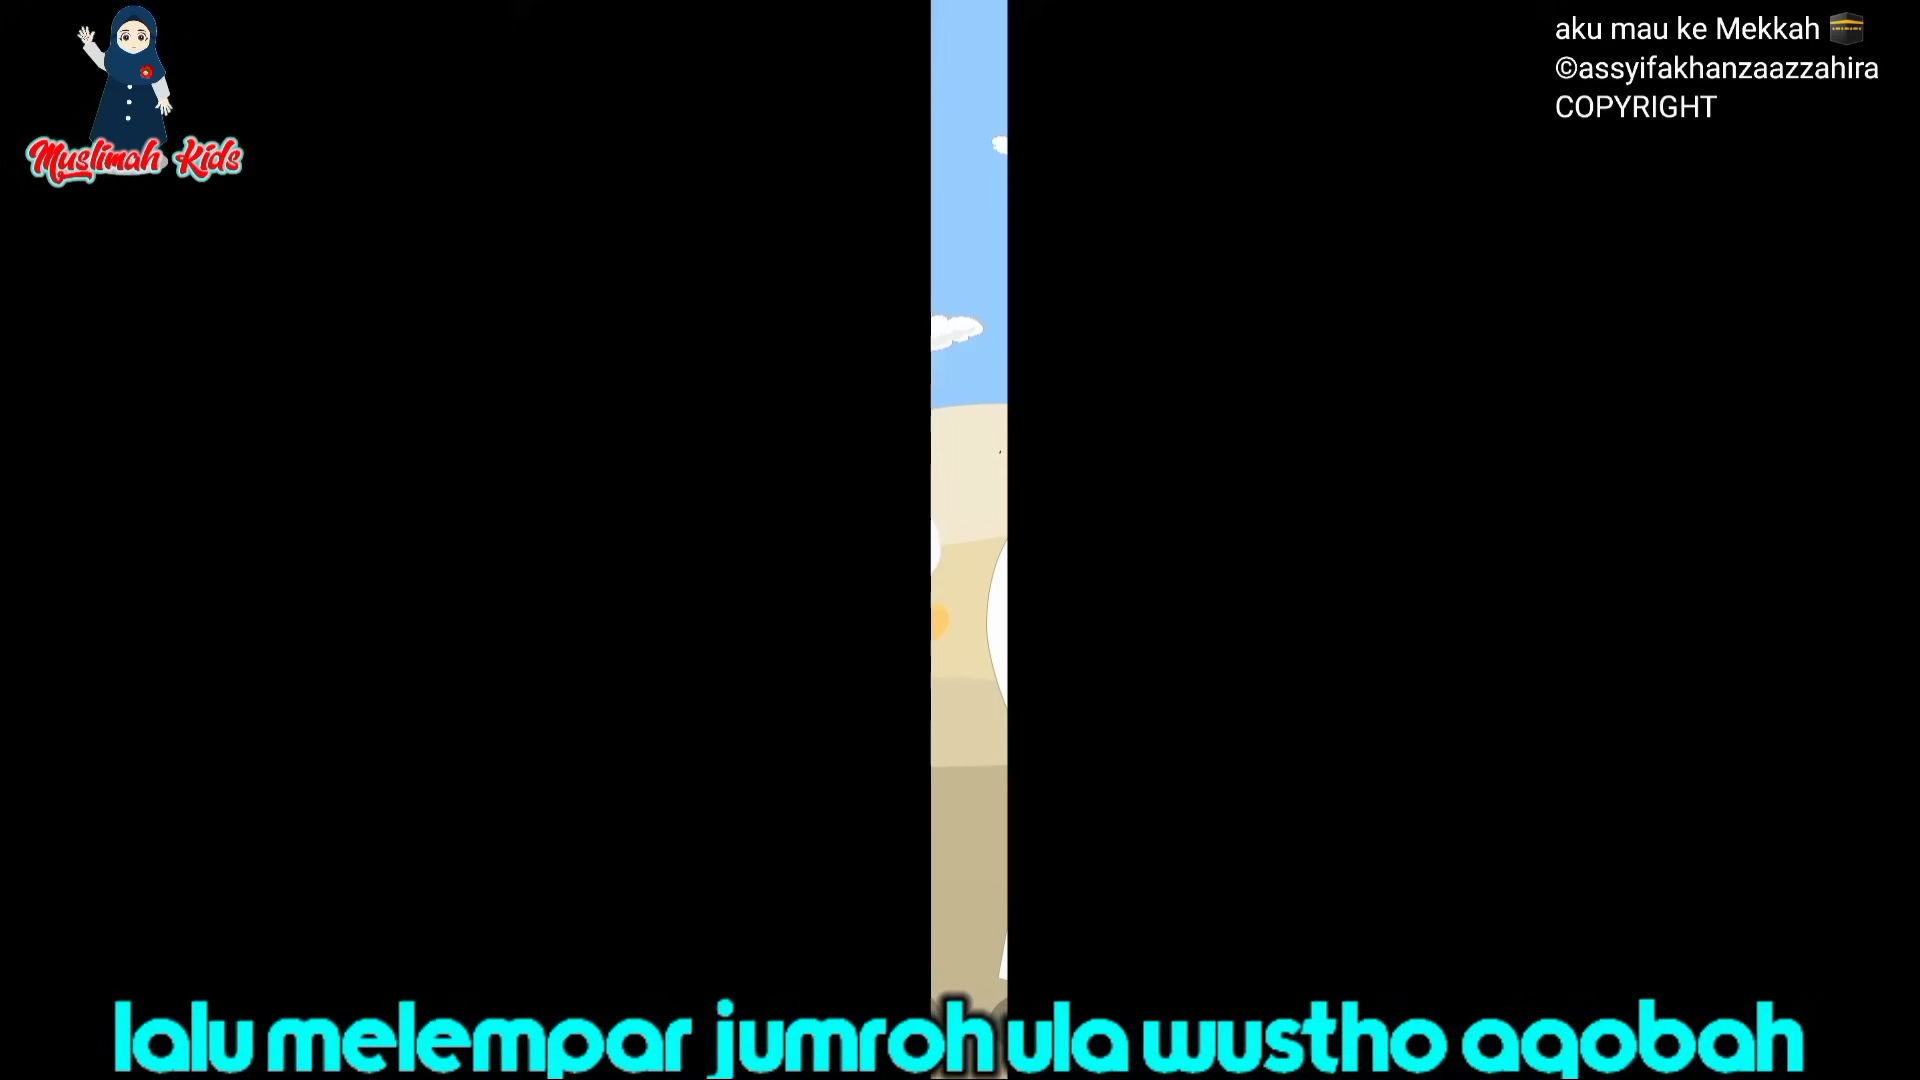 Muslimah Kids
aku mau ke Mekkah 🕋
©assyifakhanzaazzahira
COPYRIGHT
lalu melempar jumroh ula wustho aqobah